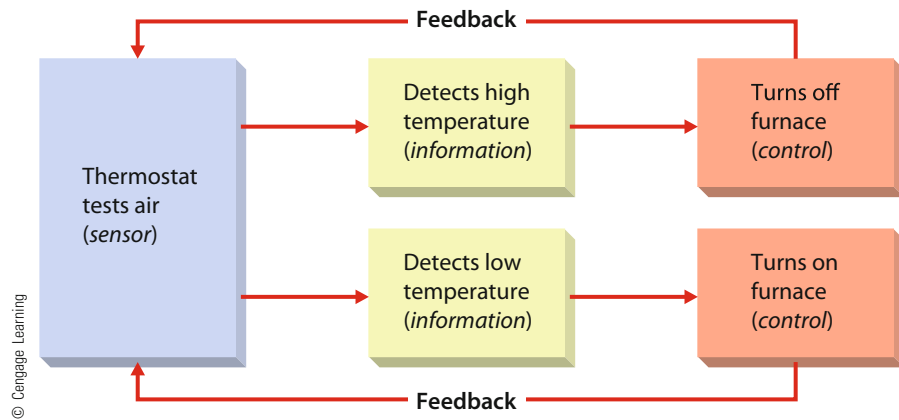 Feedback
Thermostat
tests air
(sensor)
Detects high
temperature
(information)
Turns off
furnace
(control)
Detects low
temperature
(information)
Turns on
furnace
(control)
Feedback
© Cengage Learning